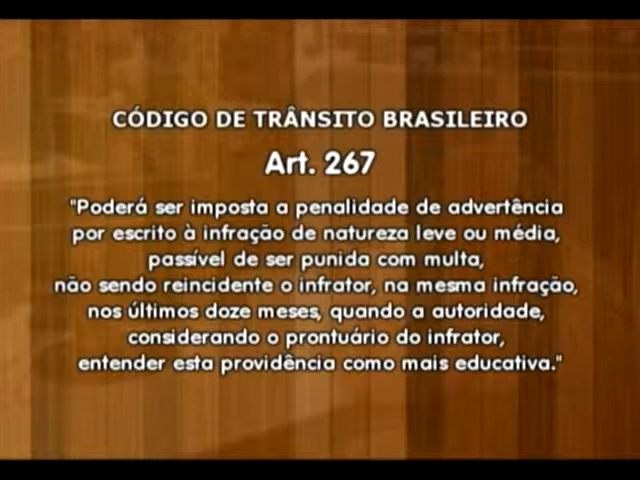 CÓDIGO DE TRÂNSITO BRASILEIRO
Art. 267
"Poderá ser imposta a penalidade de advertência
por escrito à infração de natureza leve ou média,
passível de ser punida com multa,
não sendo reincidente o infrator, na mesma infração,
nos últimos doze meses, quando a autoridade,
considerando o prontuário do infrator,
entender esta providência como mais educativa."